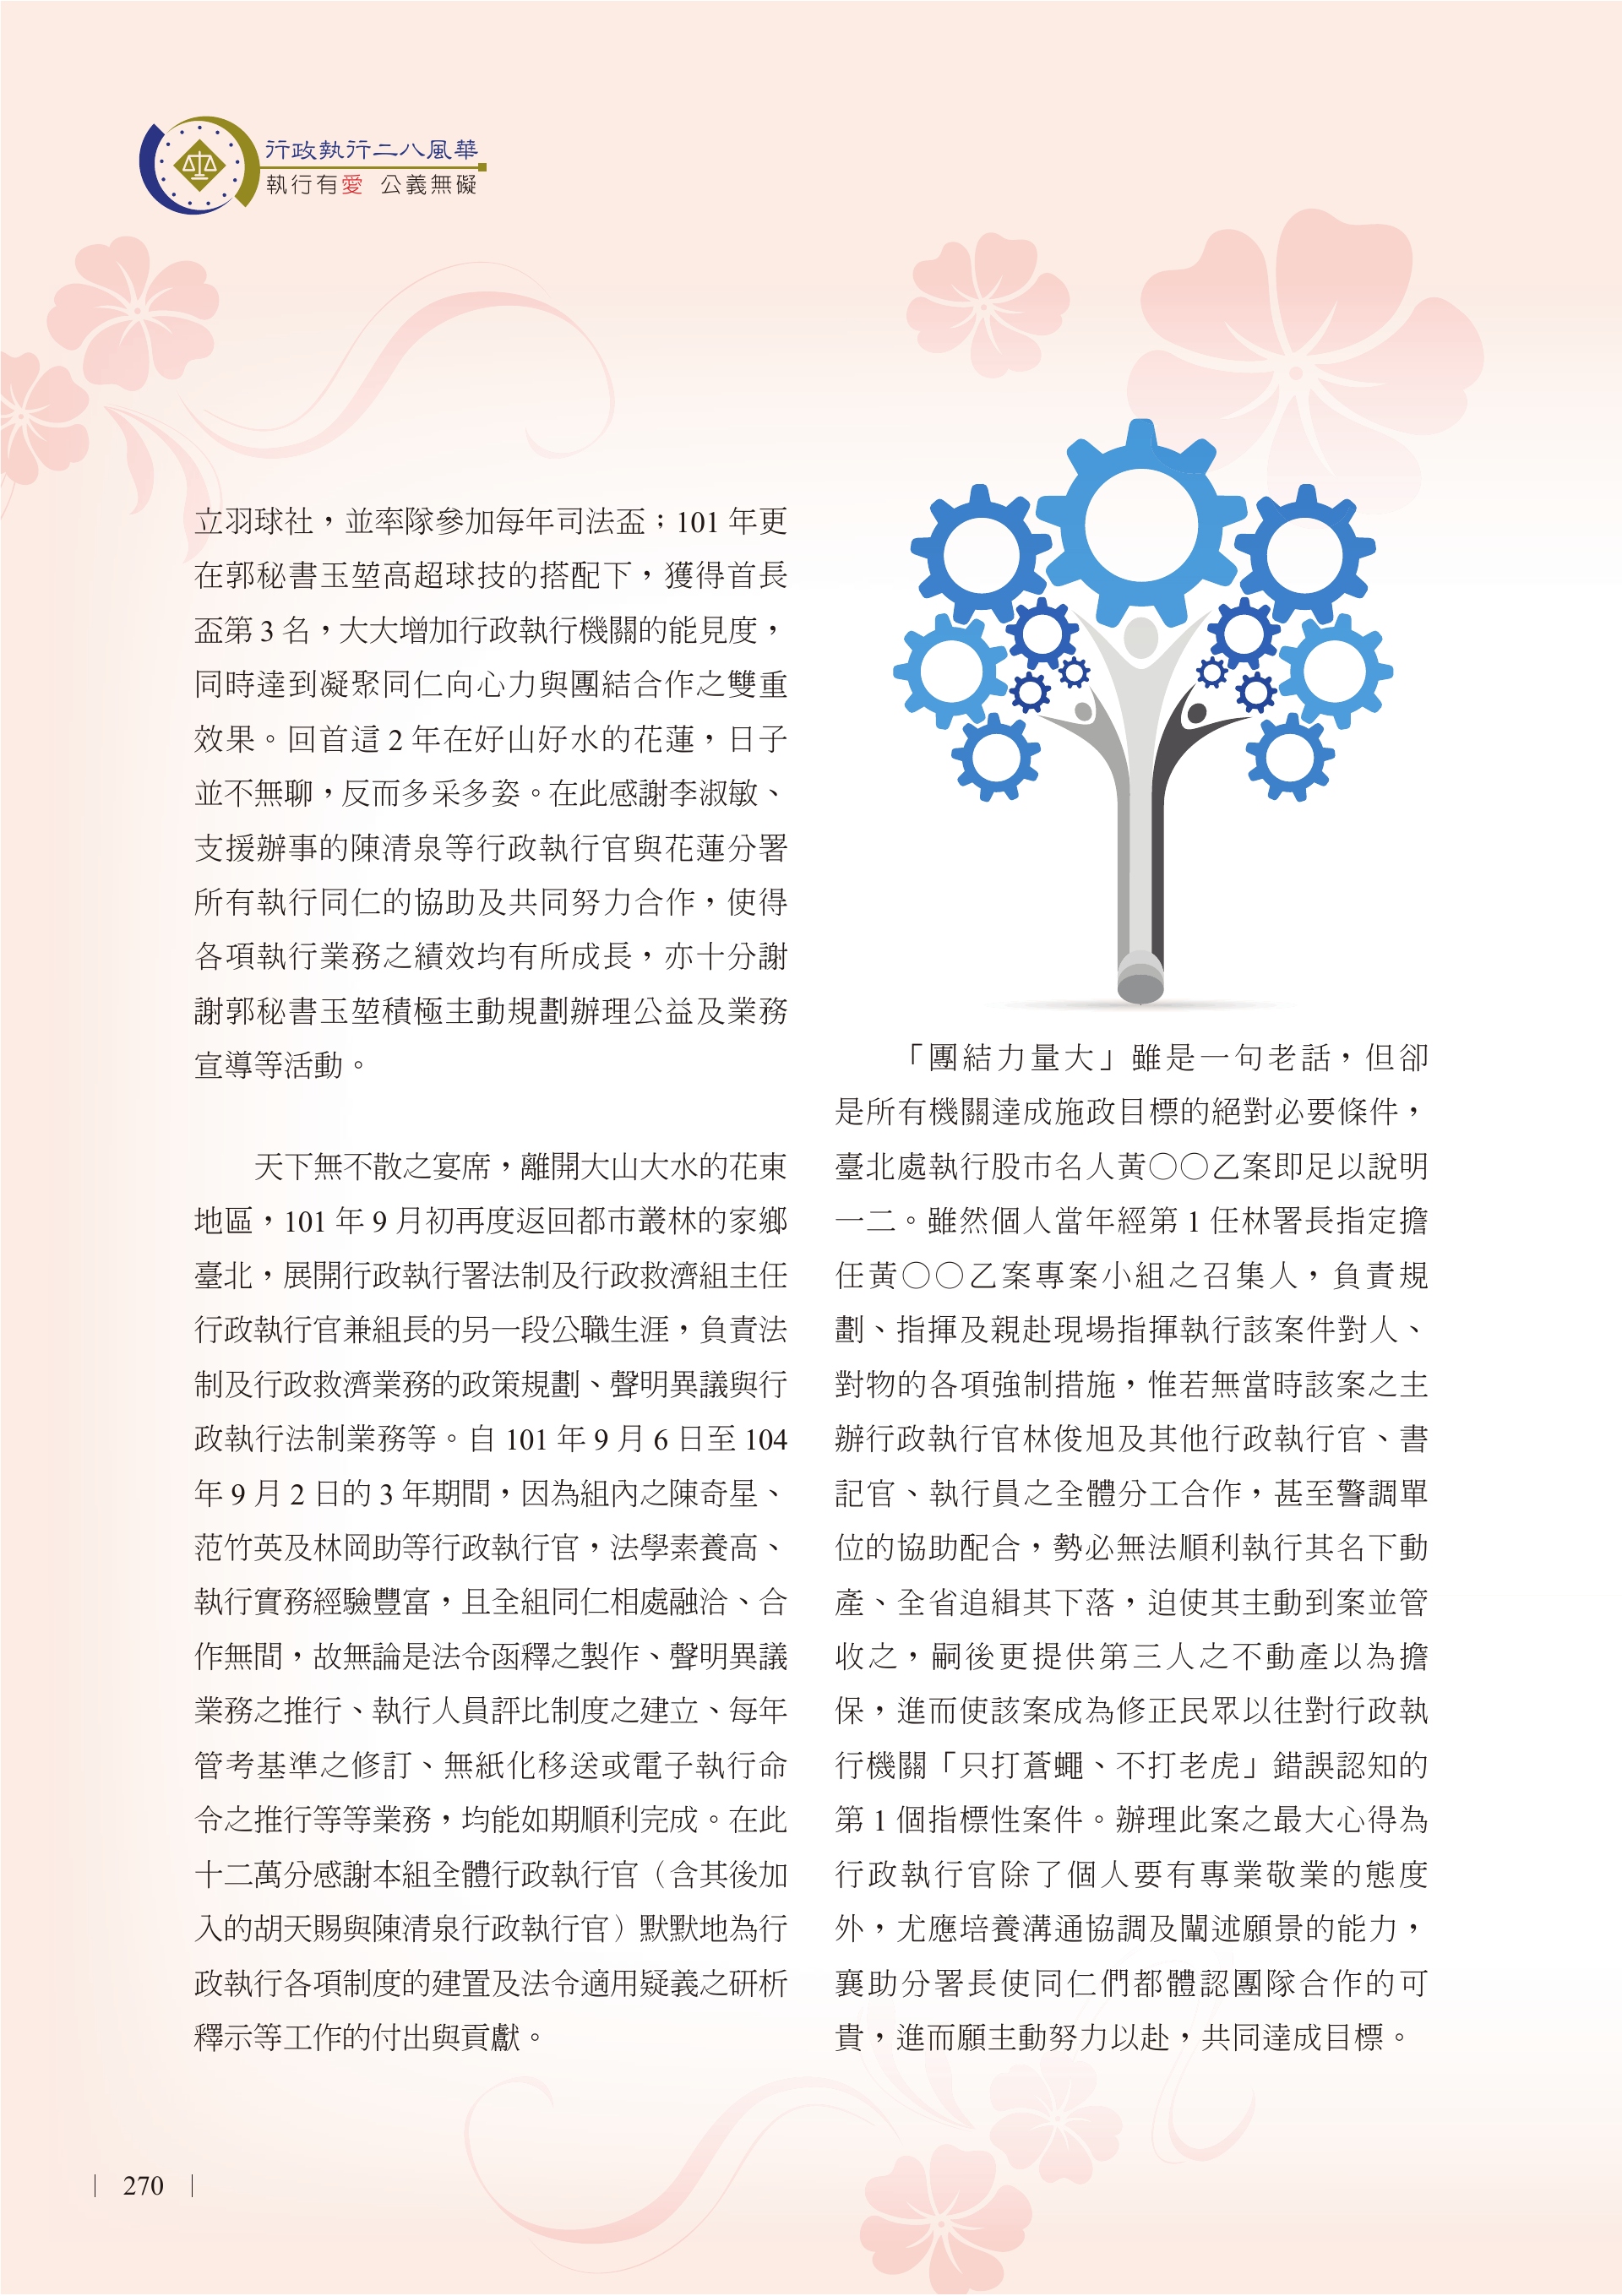 行政執行二八風華
執行有愛 公義無礙
立羽球社，並率隊參加每年司法盃；101 年更
在郭秘書玉堃高超球技的搭配下，獲得首長
盃第 3 名，大大增加行政執行機關的能見度，
同時達到凝聚同仁向心力與團結合作之雙重
效果。回首這 2 年在好山好水的花蓮，日子
並不無聊，反而多采多姿。在此感謝李淑敏、
支援辦事的陳清泉等行政執行官與花蓮分署
所有執行同仁的協助及共同努力合作，使得
各項執行業務之績效均有所成長，亦十分謝
謝郭秘書玉堃積極主動規劃辦理公益及業務
宣導等活動。
天下無不散之宴席，離開大山大水的花東
地區，101 年 9 月初再度返回都市叢林的家鄉
臺北，展開行政執行署法制及行政救濟組主任
行政執行官兼組長的另一段公職生涯，負責法
制及行政救濟業務的政策規劃、聲明異議與行
政執行法制業務等。自 101 年 9 月 6 日至 104
年 9 月 2 日的 3 年期間，因為組內之陳奇星、
范竹英及林岡助等行政執行官，法學素養高、
執行實務經驗豐富，且全組同仁相處融洽、合
作無間，故無論是法令函釋之製作、聲明異議
業務之推行、執行人員評比制度之建立、每年
管考基準之修訂、無紙化移送或電子執行命
令之推行等等業務，均能如期順利完成。在此
十二萬分感謝本組全體行政執行官（含其後加
入的胡天賜與陳清泉行政執行官）默默地為行
政執行各項制度的建置及法令適用疑義之研析
釋示等工作的付出與貢獻。
「團結力量大」雖是一句老話，但卻
是所有機關達成施政目標的絕對必要條件，
臺北處執行股市名人黃○○乙案即足以說明
一二。雖然個人當年經第 1 任林署長指定擔
任黃○○乙案專案小組之召集人，負責規
劃、指揮及親赴現場指揮執行該案件對人、
對物的各項強制措施，惟若無當時該案之主
辦行政執行官林俊旭及其他行政執行官、書
記官、執行員之全體分工合作，甚至警調單
位的協助配合，勢必無法順利執行其名下動
產、全省追緝其下落，迫使其主動到案並管
收之，嗣後更提供第三人之不動產以為擔
保，進而使該案成為修正民眾以往對行政執
行機關「只打蒼蠅、不打老虎」錯誤認知的
第 1 個指標性案件。辦理此案之最大心得為
行政執行官除了個人要有專業敬業的態度
外，尤應培養溝通協調及闡述願景的能力，
襄助分署長使同仁們都體認團隊合作的可
貴，進而願主動努力以赴，共同達成目標。
270